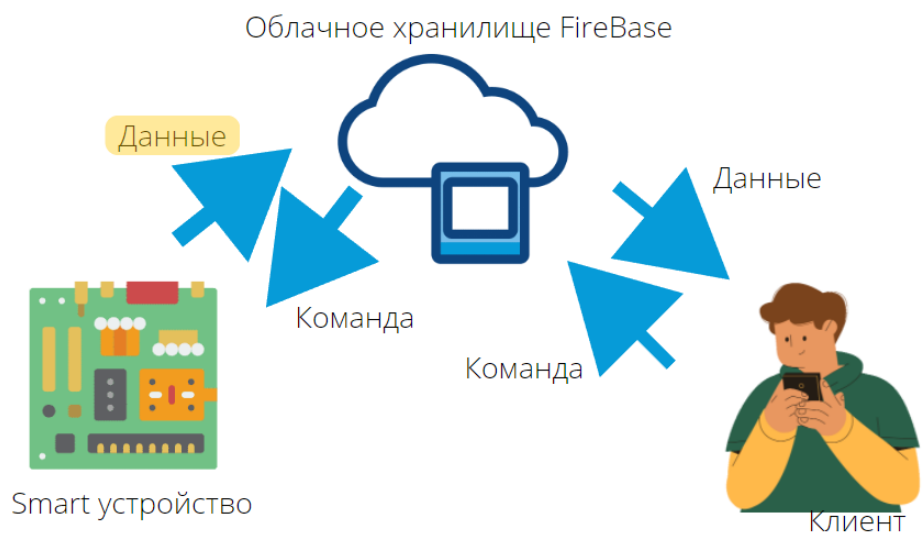 Облачное хранилище FireBase
Данные
Данные
Команда
Команда
Smart устройство
Клиент